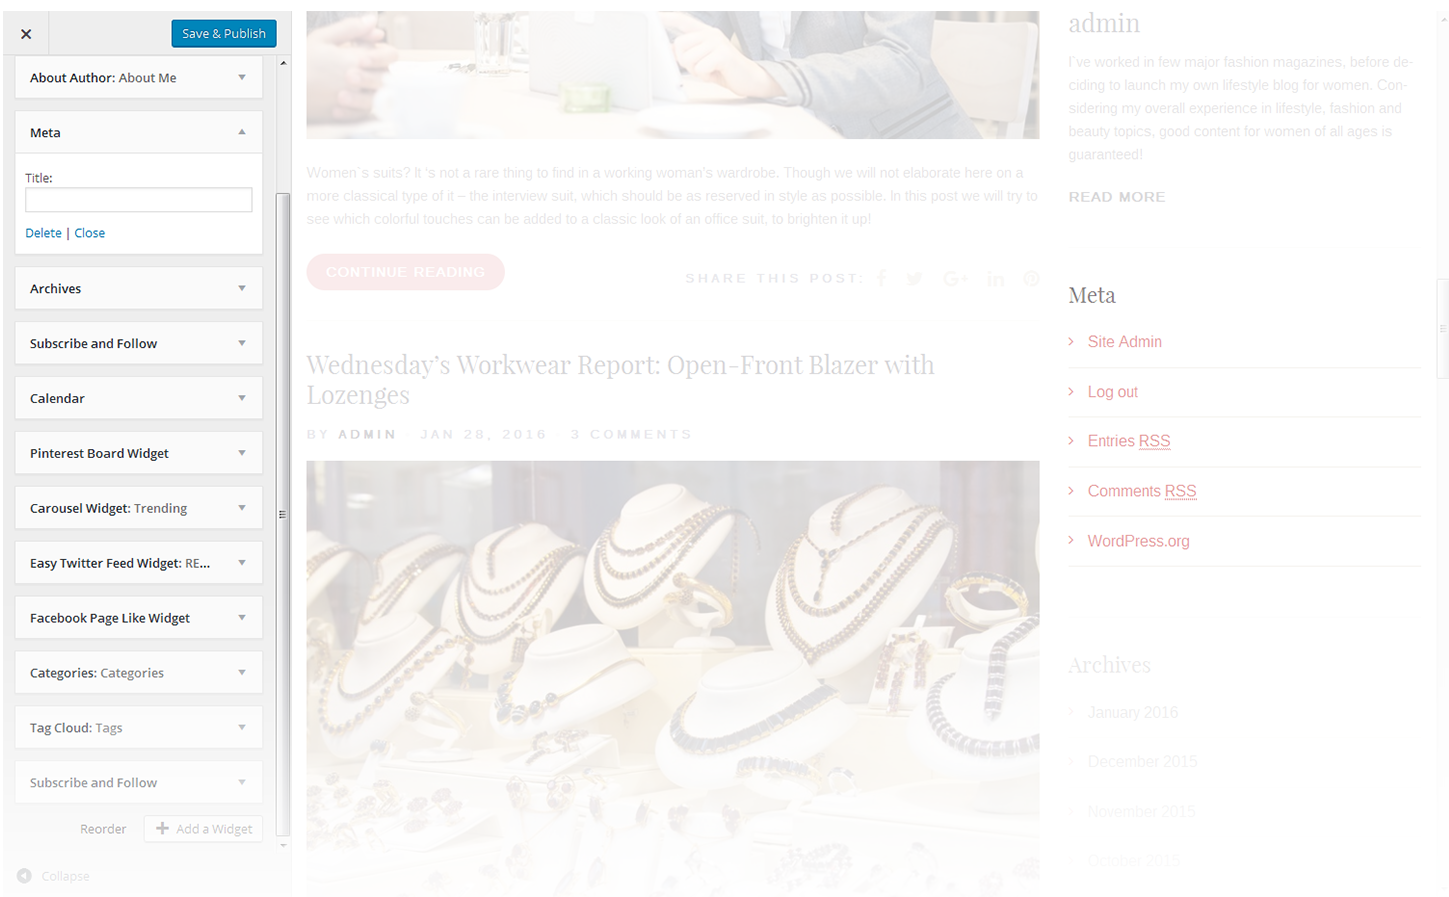 Save & Publish
About Author: About Me
Meta
Title:
Delete | Close
Archives
Subscribe and Follow
Calendar
Pinterest Board Widget
Carousel Widget: Trending
Easy Twitter Feed Widget: RE...
Facebook Page Like Widget
Categories: Categories
Tag Cloud: Tags
Subscribe and Follow
Reorder
Add a Widget
Collapse
Women`s suits? It 's not a rare thing to find in a working woman's wardrobe. Though we will not elaborate here on a
more classical type of it – the interview suit, which should be as reserved in style as possible. In this post we will try to
see which colorful touches can be added to a classic look of an office suit, to brighten it up!
CONTINUE READING
SHARE THIS POST:
Wednesday’s Workwear Report: Open-Front Blazer with
Lozenges
BY ADMIN JAN 28, 2016 3 COMMENTS
admin
I`ve worked in few major fashion magazines, before de-
ciding to launch my own lifestyle blog for women. Con-
sidering my overall experience in lifestyle, fashion and
beauty topics, good content for women of all ages is
guaranteed!
READ MORE
Meta
Site Admin
Log out
Entries RSS
Comments RSS
WordPress.org
Archives
January 2016
December 2015
November 2015
October 2015